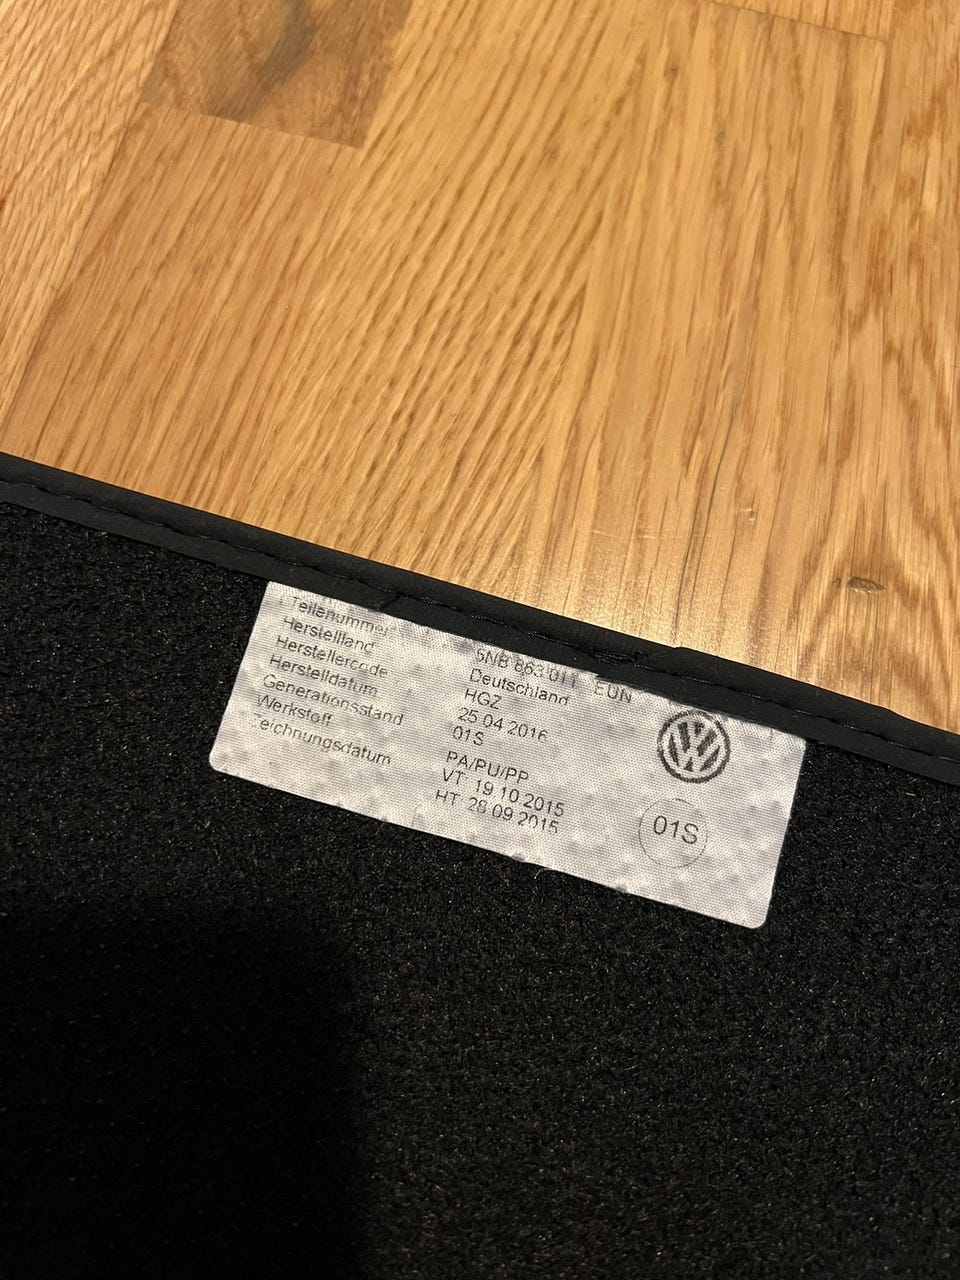 Teilenummer 5NB 863 011 EUN
Herstellland Deutschland
Herstellercode HGZ
Herstelldatum 25 04 2016
Generationsstand 01S
Werkstoff PA/PU/PP
Zeichnungsdatum VT 19 10 2015
HT 28 09 2015
VW
01S